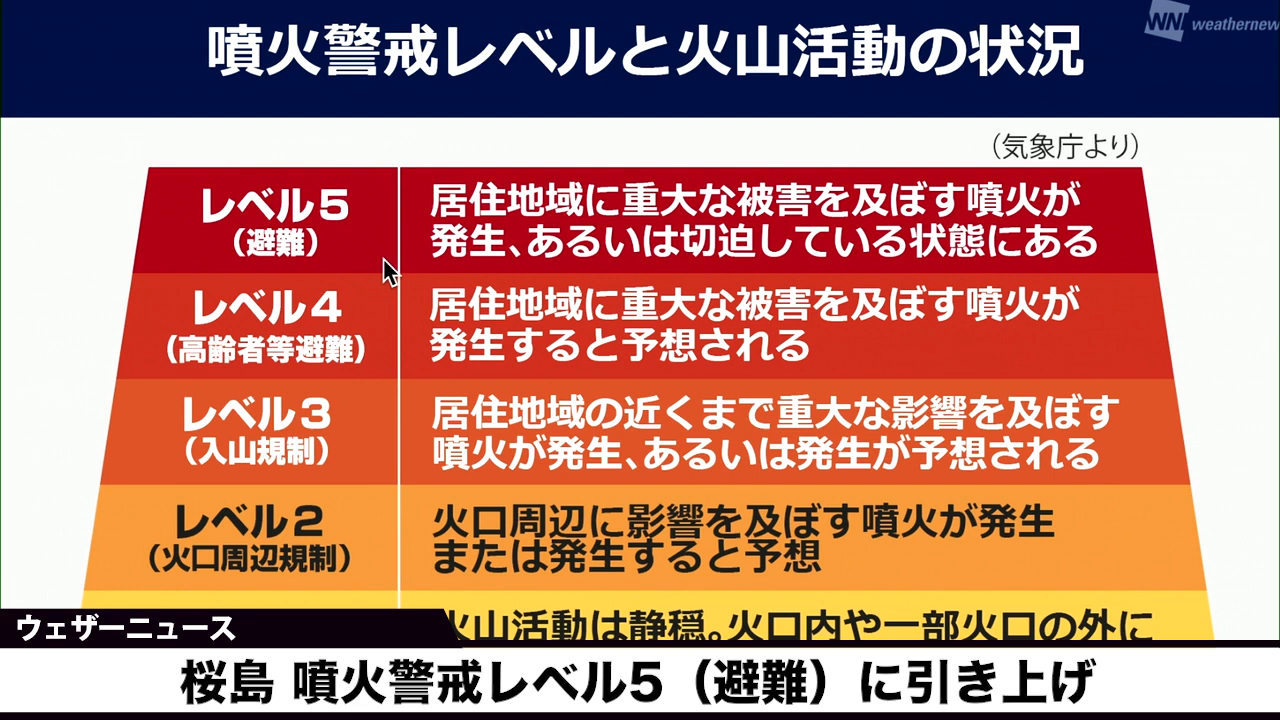 噴火警戒レベルと火山活動の状況
WN weathernew
（気象庁より）
レベル5
（避難）
居住地域に重大な被害を及ぼす噴火が
発生、あるいは切迫している状態にある
レベル4
（高齢者等避難）
居住地域に重大な被害を及ぼす噴火が
発生すると予想される
レベル3
（入山規制）
居住地域の近くまで重大な影響を及ぼす
噴火が発生、あるいは発生が予想される
レベル2
（火口周辺規制）
火口周辺に影響を及ぼす噴火が発生
または発生すると予想
火山活動は静穏。火口内や一部火口の外に
ウェザーニュース
桜島 噴火警戒レベル5（避難）に引き上げ